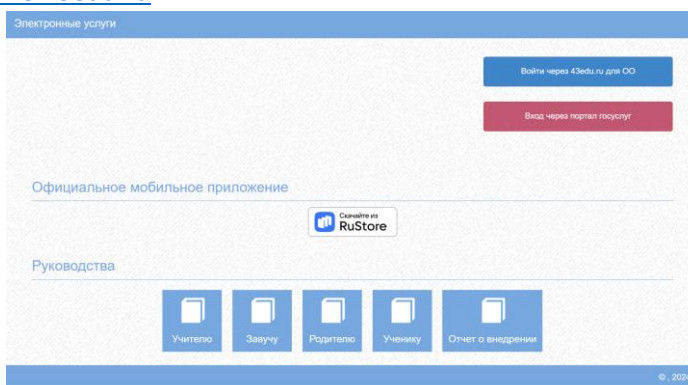 Электронные услуги
Войти через 43edu.ru для ОО
Вход через портал госуслуг
Официальное мобильное приложение
Скачайте из
RuStore
Руководства
Учителю
Завучу
Родителю
Ученику
Отчет о внедрении